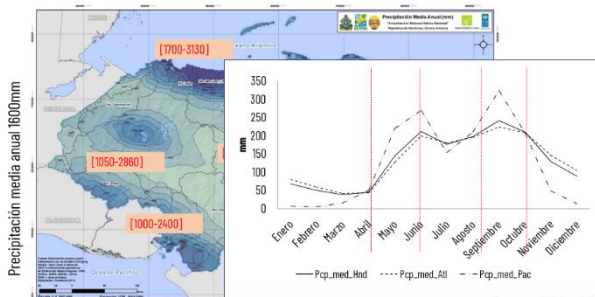 Precipitación media anual 1600mm
Precipitación Media Anual (mm)
República de Honduras, Centro América
[1700-3130]
[1050-2860]
[1000-2400]
Océano Pacífico
350
300
250
200
150
100
50
0
mm
Enero
Febrero
Marzo
Abril
Mayo
Junio
Julio
Agosto
Septiembre
Octubre
Noviembre
Diciembre
Pcp_med_Hnd
Pcp_med_Atl
Pcp_med_Pac